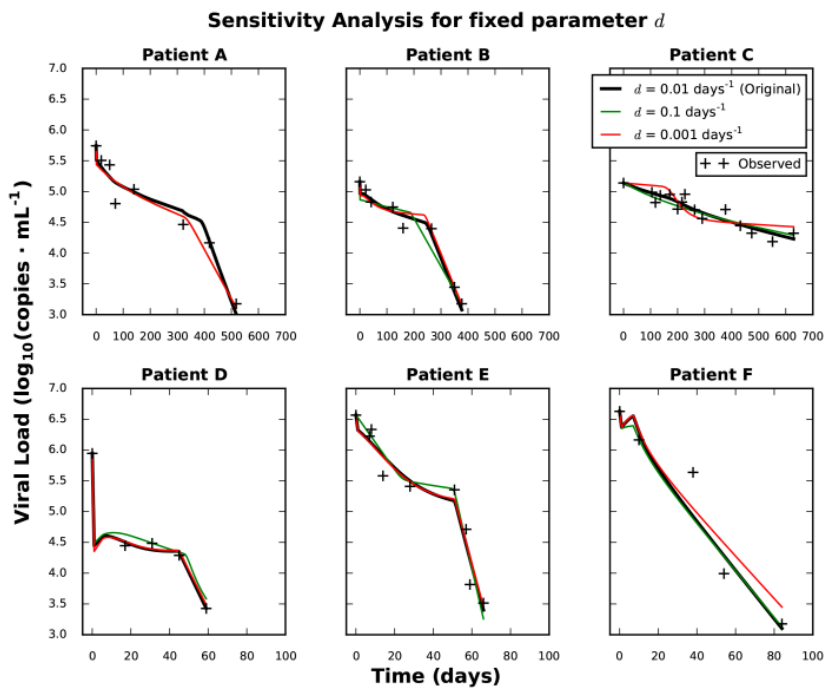 Sensitivity Analysis for fixed parameter d
Patient A
Patient B
Patient C
7.0
6.5
6.0
5.5
5.0
4.5
4.0
3.5
3.0
d = 0.01 days⁻¹ (Original)
d = 0.1 days⁻¹
d = 0.001 days⁻¹
Observed
0 100 200 300 400 500 600 700
0 100 200 300 400 500 600 700
0 100 200 300 400 500 600 700
Viral Load (log₁₀(copies · mL⁻¹)
Patient D
Patient E
Patient F
7.0
6.5
6.0
5.5
5.0
4.5
4.0
3.5
3.0
0 20 40 60 80 100
0 20 40 60 80 100
0 20 40 60 80 100
Time (days)